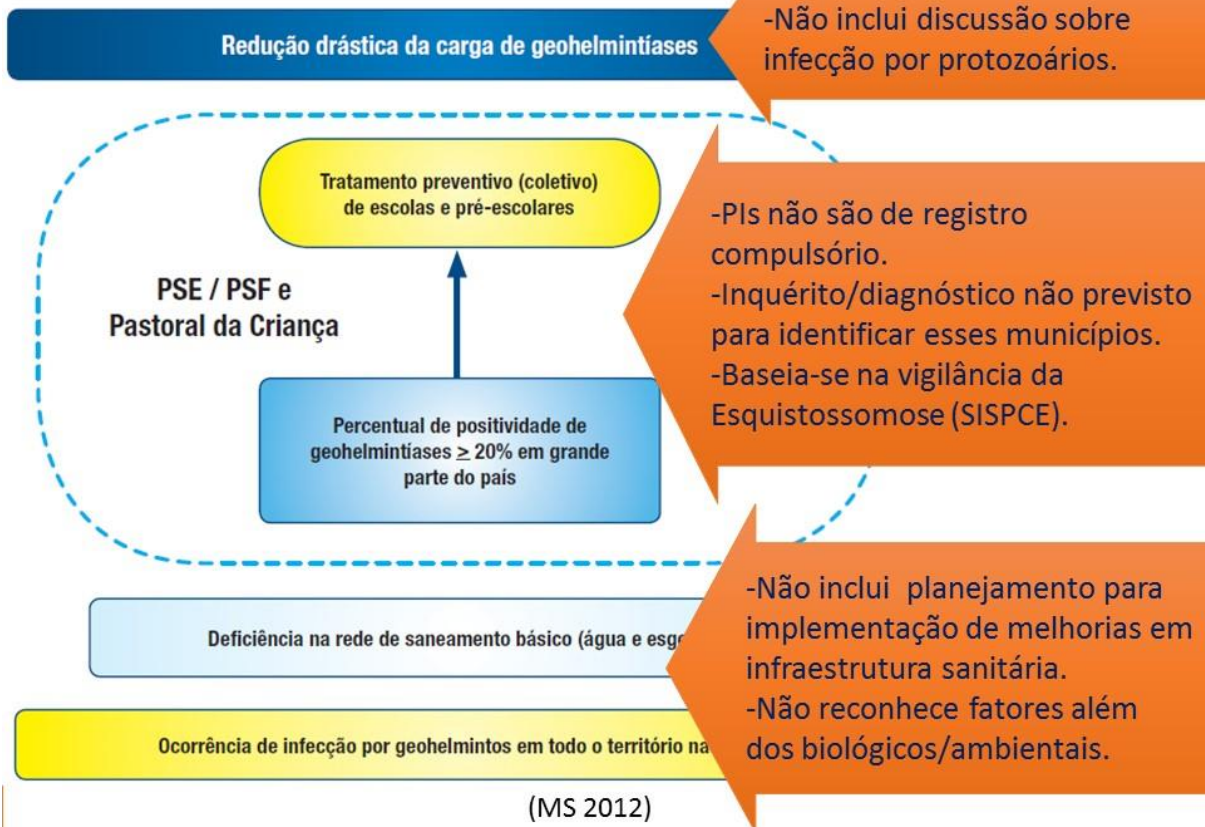 Redução drástica da carga de geohelmintíases
-Não inclui discussão sobre
infecção por protozoários.
Tratamento preventivo (coletivo)
de escolas e pré-escolares
PSE / PSF e
Pastoral da Criança
-PIs não são de registro
compulsório.
-Inquérito/diagnóstico não previsto
para identificar esses municípios.
-Baseia-se na vigilância da
Esquistossomose (SISPCE).
Percentual de positividade de
geohelmintíases ≥ 20% em grande
parte do país
Deficiência na rede de saneamento básico (água e esgo
-Não inclui planejamento para
implementação de melhorias em
infraestrutura sanitária.
-Não reconhece fatores além
dos biológicos/ambientais.
Ocorrência de infecção por geohelmintos em todo o território na
(MS 2012)